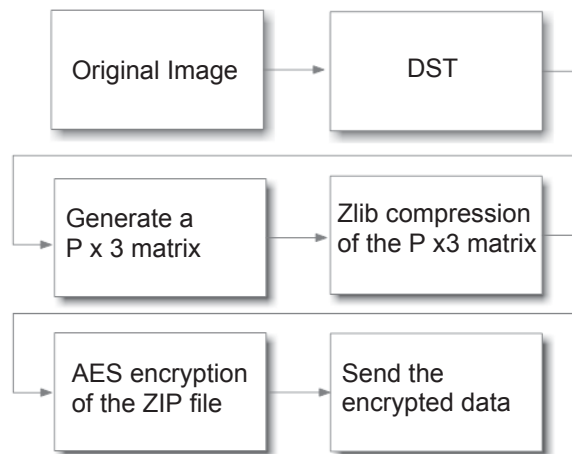 Original Image
DST
Generate a
P x 3 matrix
Zlib compression
of the P x3 matrix
AES encryption
of the ZIP file
Send the
encrypted data